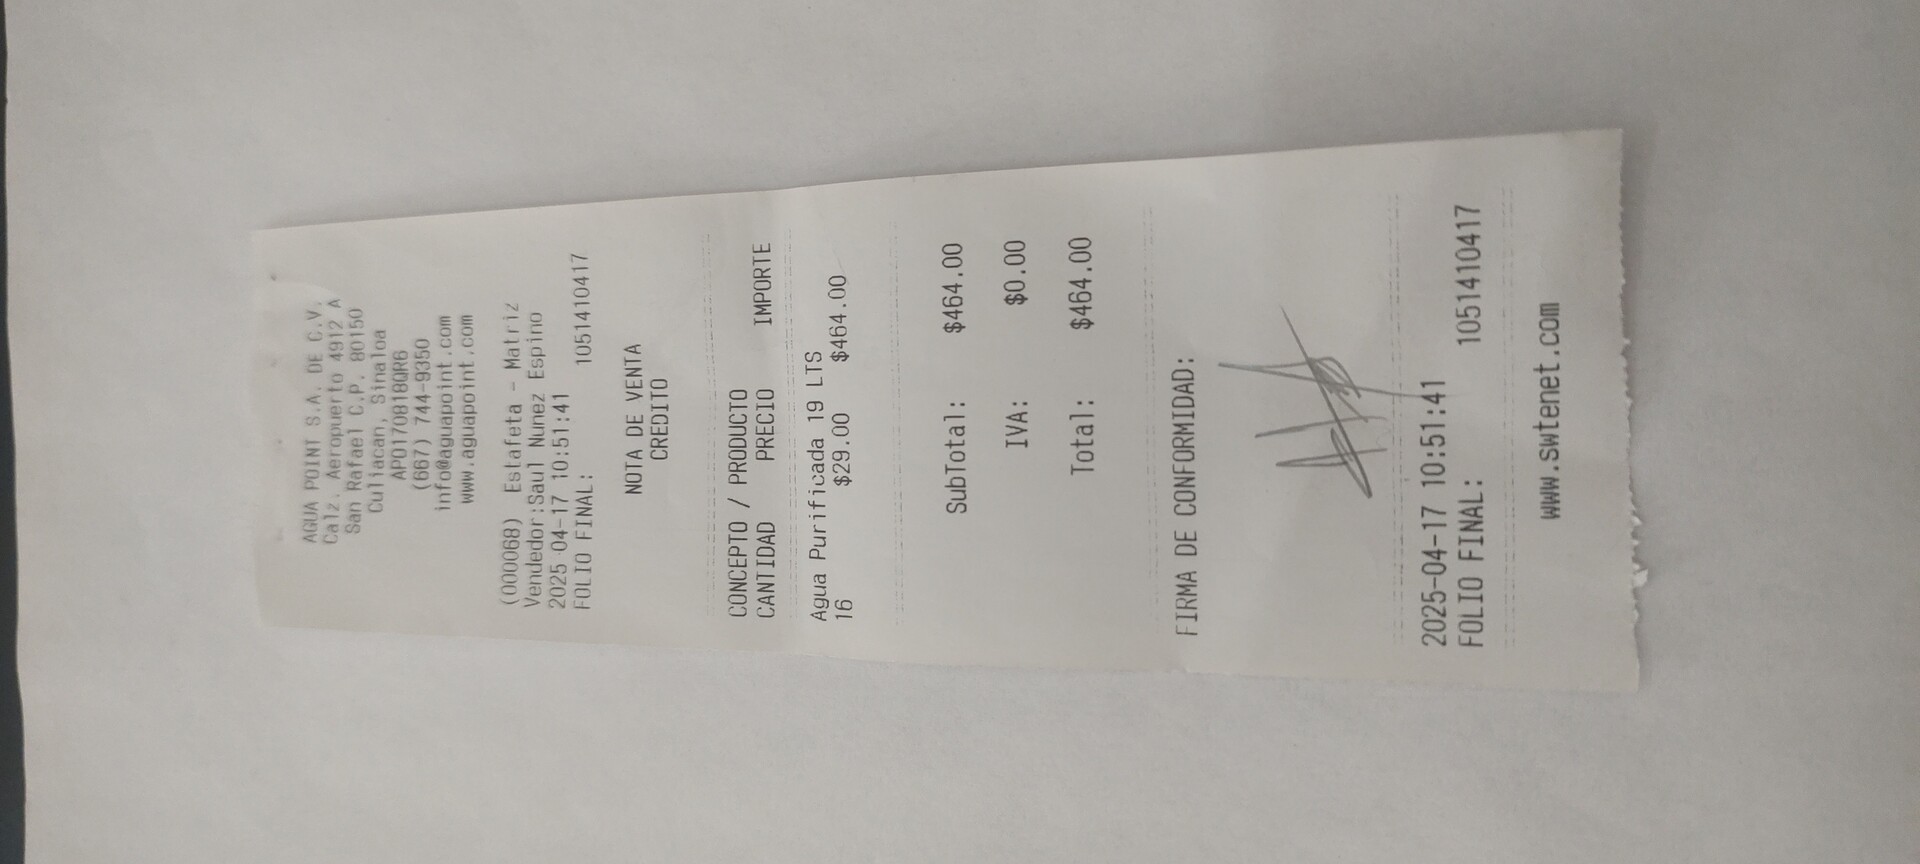 AGUA POINT S.A. DE C.V.
Calz. Aeropuerto 4912 A
San Rafael C.P. 80150
Culiacan, Sinaloa
APO170818QR6
(667) 744-9350
info@aguapoint.com
www.aguapoint.com
(000068) Estafeta - Matriz
Vendedor:Saul Nunez Espino
2025-04-17 10:51:41
FOLIO FINAL: 1051410417
NOTA DE VENTA
CREDITO
CONCEPTO / PRODUCTO
CANTIDAD PRECIO IMPORTE
Agua Purificada 19 LTS
16 $29.00 $464.00
SubTotal: $464.00
IVA: $0.00
Total: $464.00
FIRMA DE CONFORMIDAD:
2025-04-17 10:51:41
FOLIO FINAL: 1051410417
www.swtenet.com